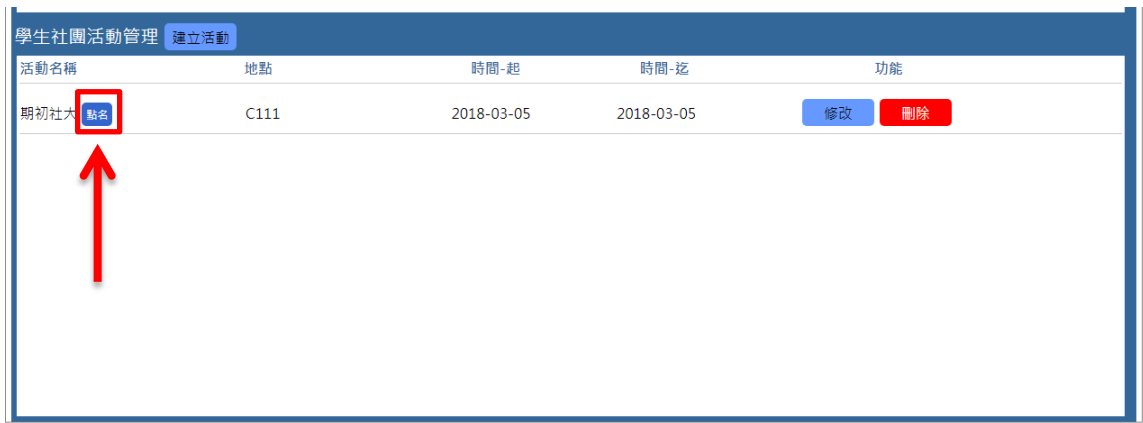 學生社團活動管理 建立活動
活動名稱 地點 時間-起 時間-迄 功能
期初社大 點名 C111 2018-03-05 2018-03-05 修改 刪除